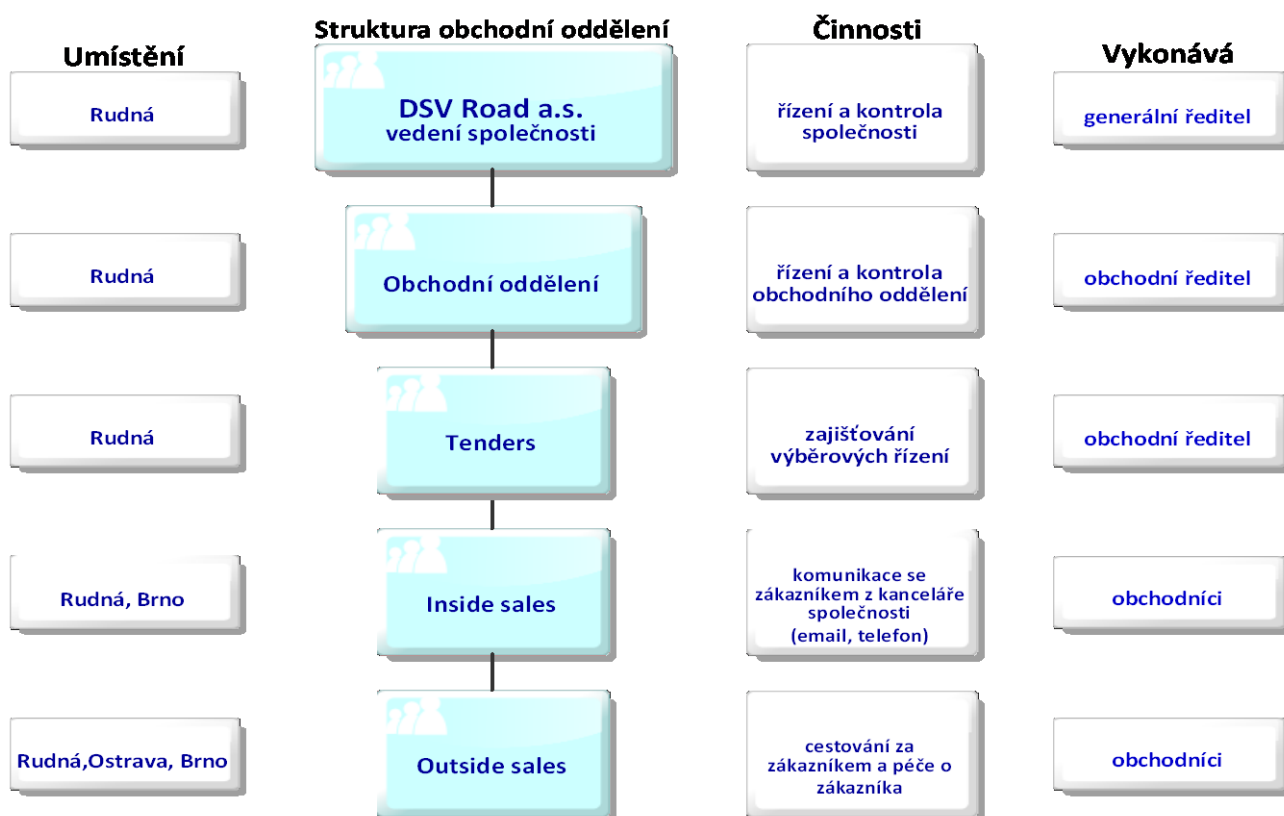 Umístění
Struktura obchodní oddělení
Činnosti
Vykonává
Rudná
DSV Road a.s.
vedení společnosti
řízení a kontrola
společnosti
generální ředitel
Rudná
Obchodní oddělení
řízení a kontrola
obchodního oddělení
obchodní ředitel
Rudná
Tenders
zajišťování
výběrových řízení
obchodní ředitel
Rudná, Brno
Inside sales
komunikace se
zákazníkem z kanceláře
společnosti
(email, telefon)
obchodníci
Rudná,Ostrava, Brno
Outside sales
cestování za
zákazníkem a péče o
zákazníka
obchodníci